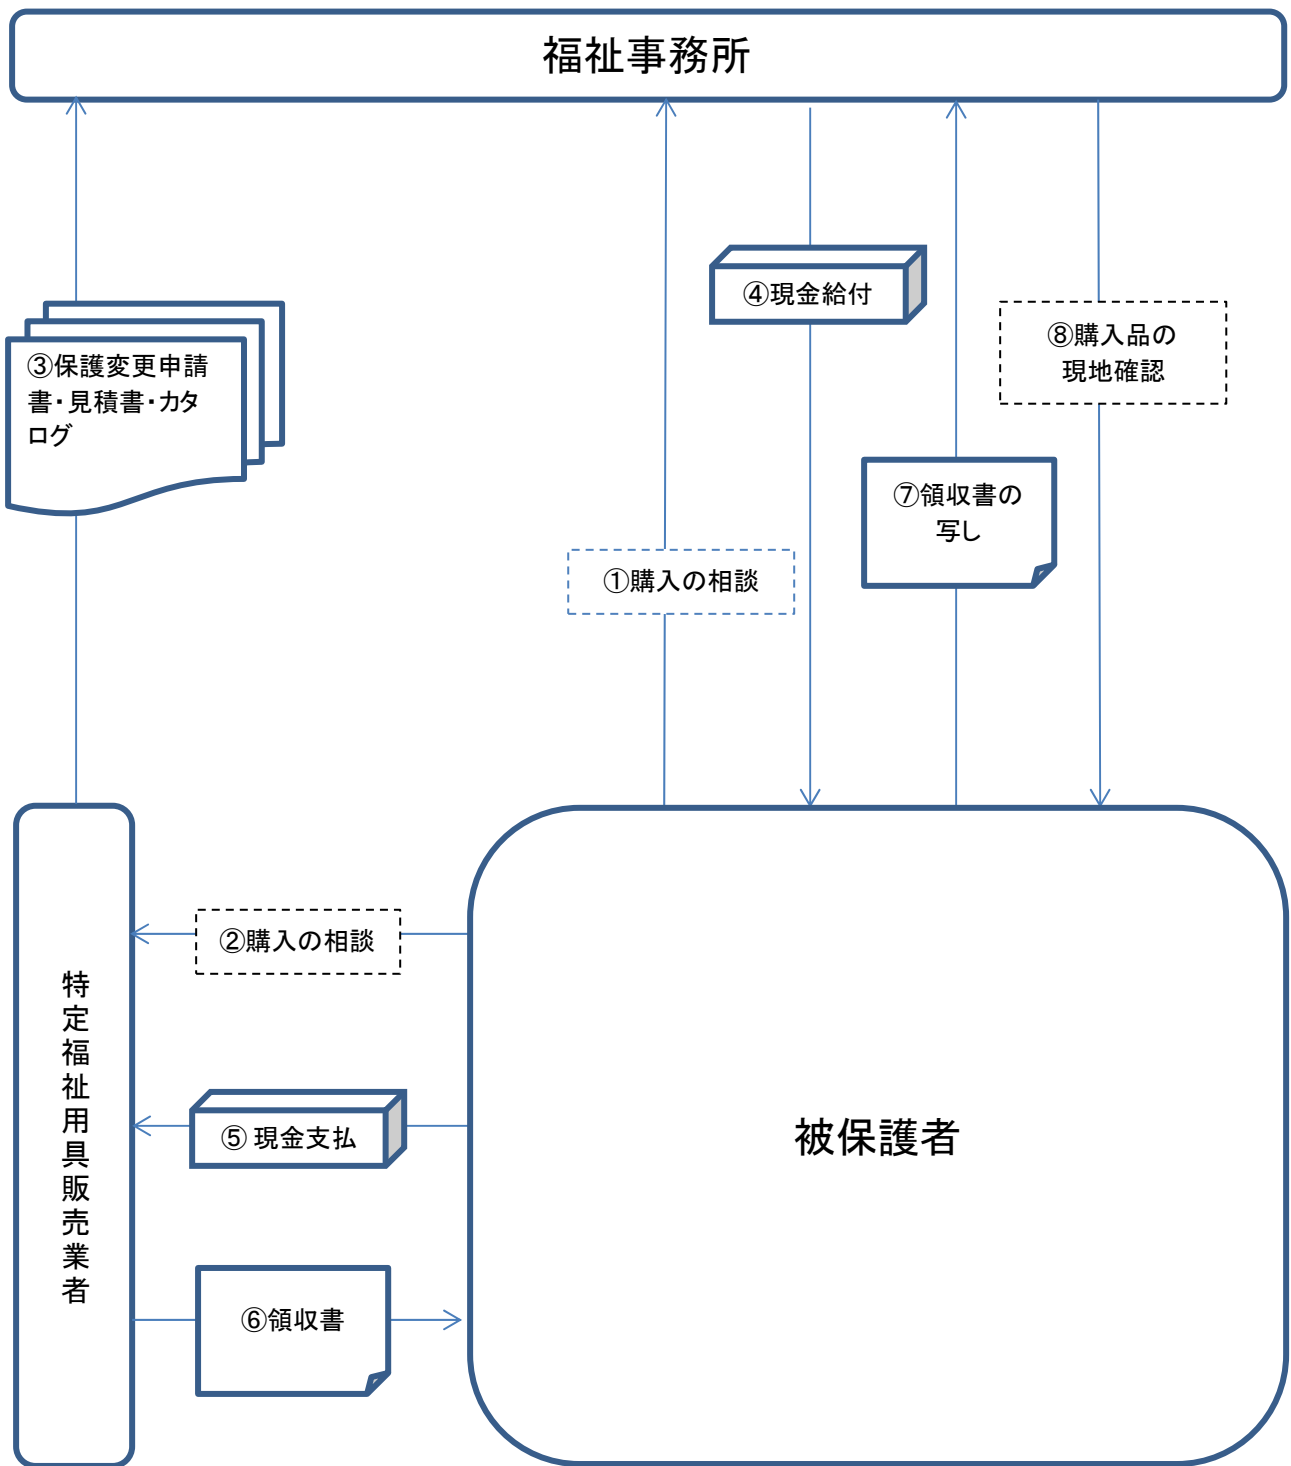 福祉事務所
④現金給付
⑧購入品の
現地確認
③保護変更申請
書・見積書・カタ
ログ
⑦領収書の
写し
①購入の相談
②購入の相談
特定福祉用具販売業者
⑤現金支払
被保護者
⑥領収書